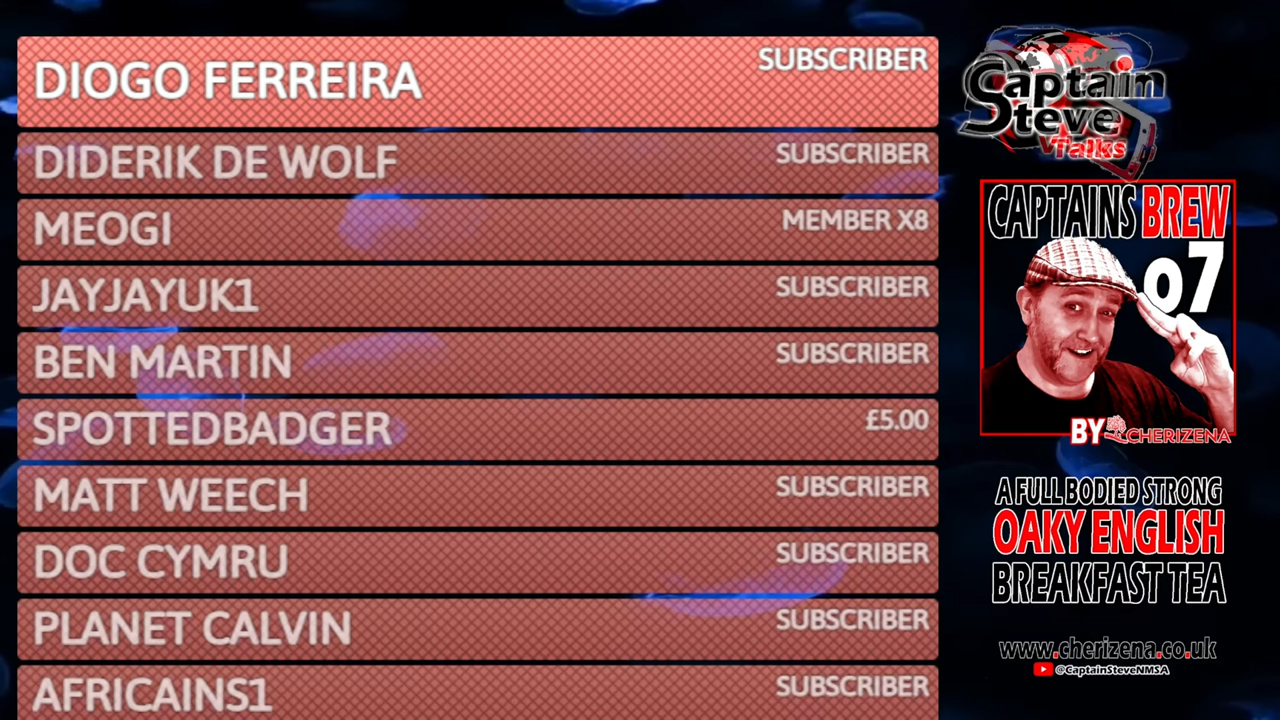 DIOGO FERREIRA SUBSCRIBER
DIDERIK DE WOLF SUBSCRIBER
MEOGI MEMBER X8
JAYJAYUK1 SUBSCRIBER
BEN MARTIN SUBSCRIBER
SPOTTEDBADGER £5.00
MATT WEECH SUBSCRIBER
DOC CYMRU SUBSCRIBER
PLANET CALVIN SUBSCRIBER
AFRICAINS1 SUBSCRIBER
Captain
Steve
Talks
CAPTAINS BREW
o7
BY CHERIZENA
A FULL BODIED STRONG
OAKY ENGLISH
BREAKFAST TEA
www.cherizena.co.uk
@CaptainSteveNMSA